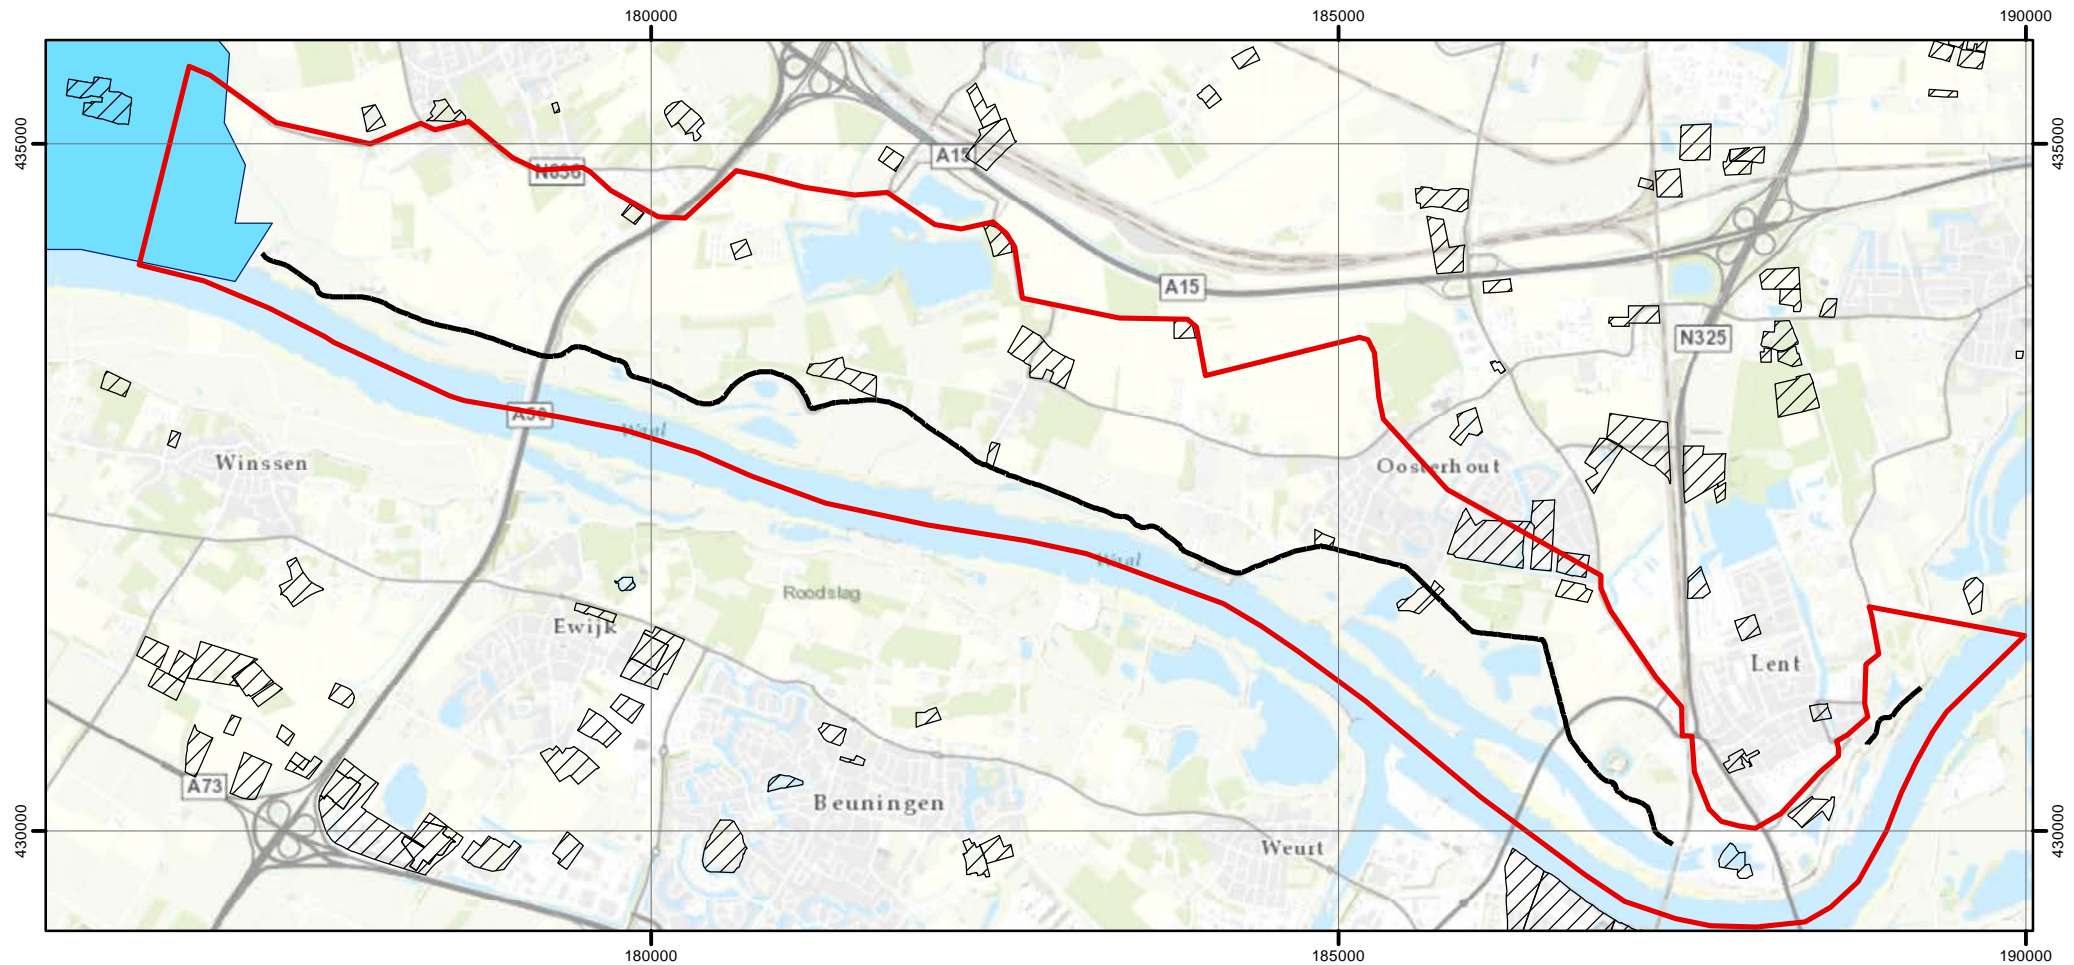 180000
185000
190000
435000
435000
A15
N836
A15
N325
A50
Waal
Winssen
Oosterhout
Waal
Roodslag
Ewijk
Lent
A73
Beuningen
430000
430000
Weurt
180000
185000
190000